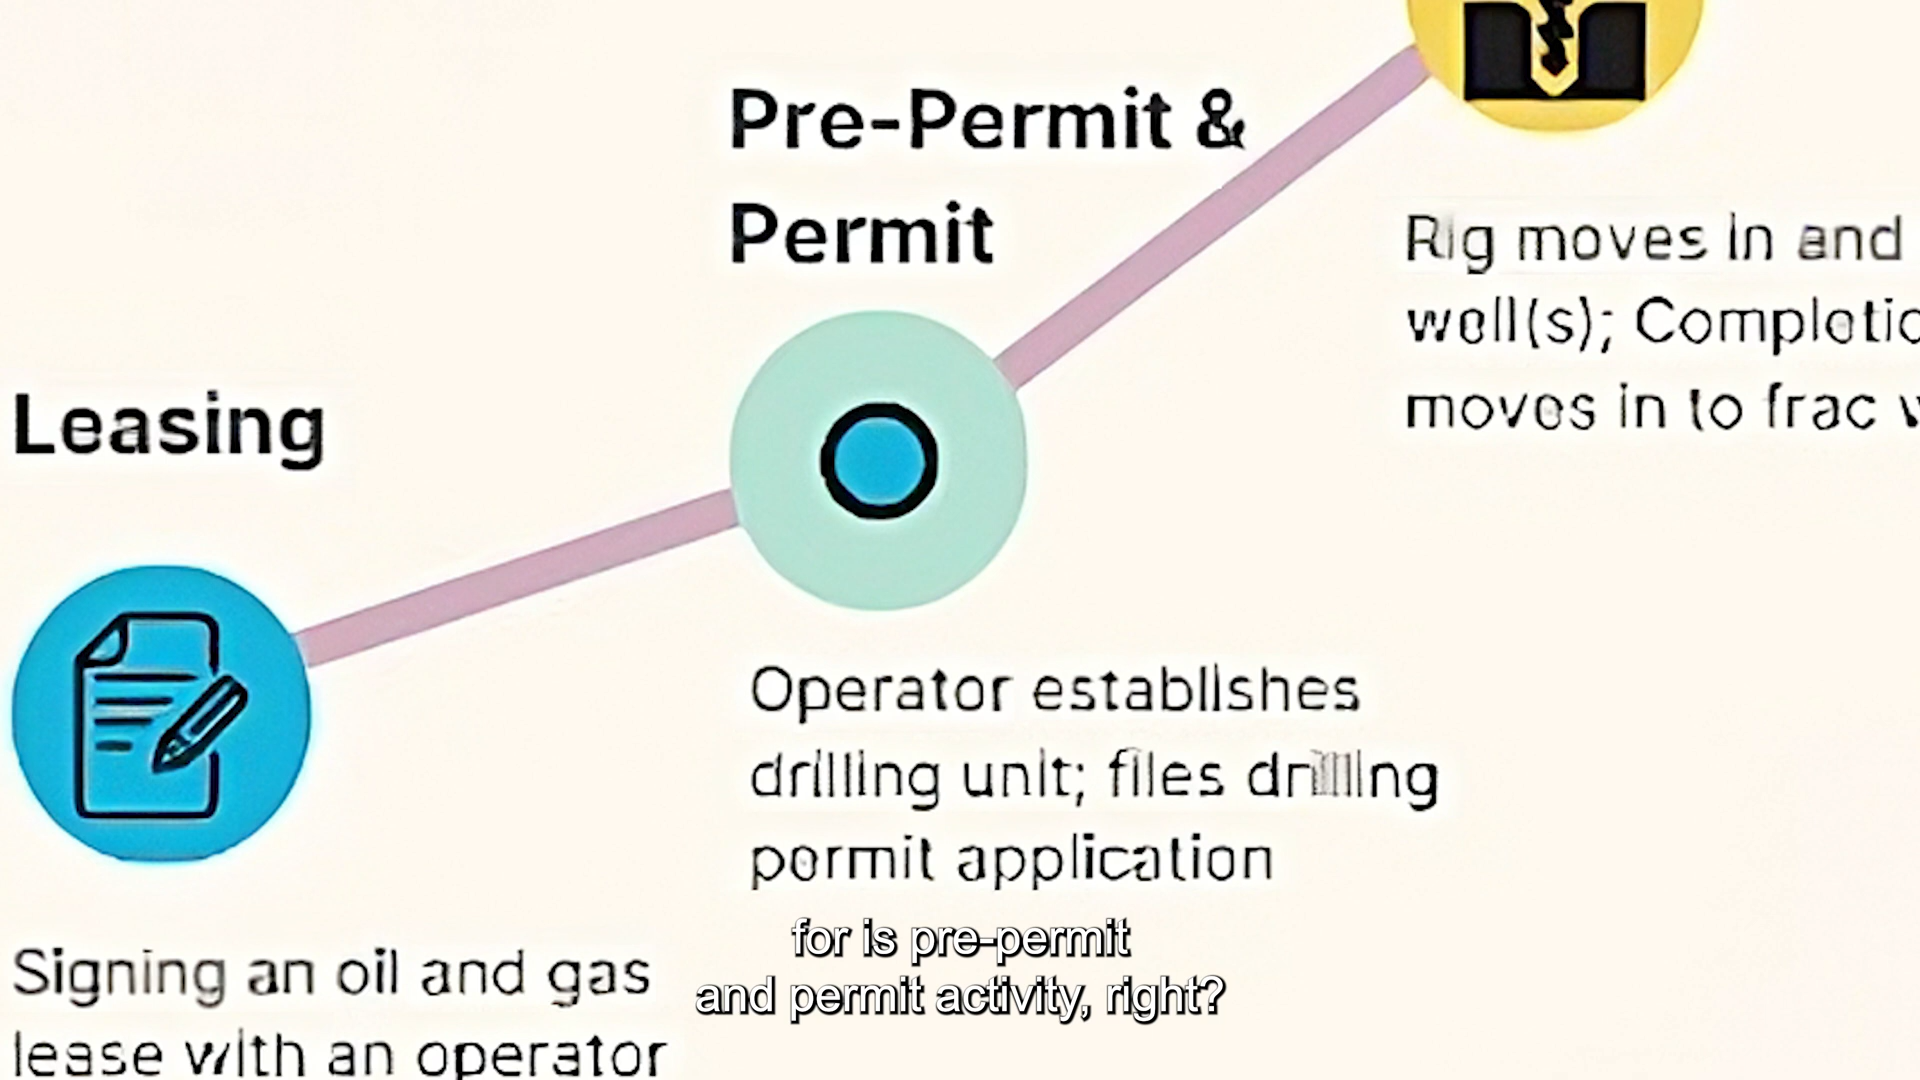 Pre-Permit &
Permit
Leasing
Rig moves in and
well(s);
moves in to frac
Operator establishes
drilling unit; files drilling
permit application
Signing an oil and gas
lease with an operator
for is pre-permit
and permit activity, right?